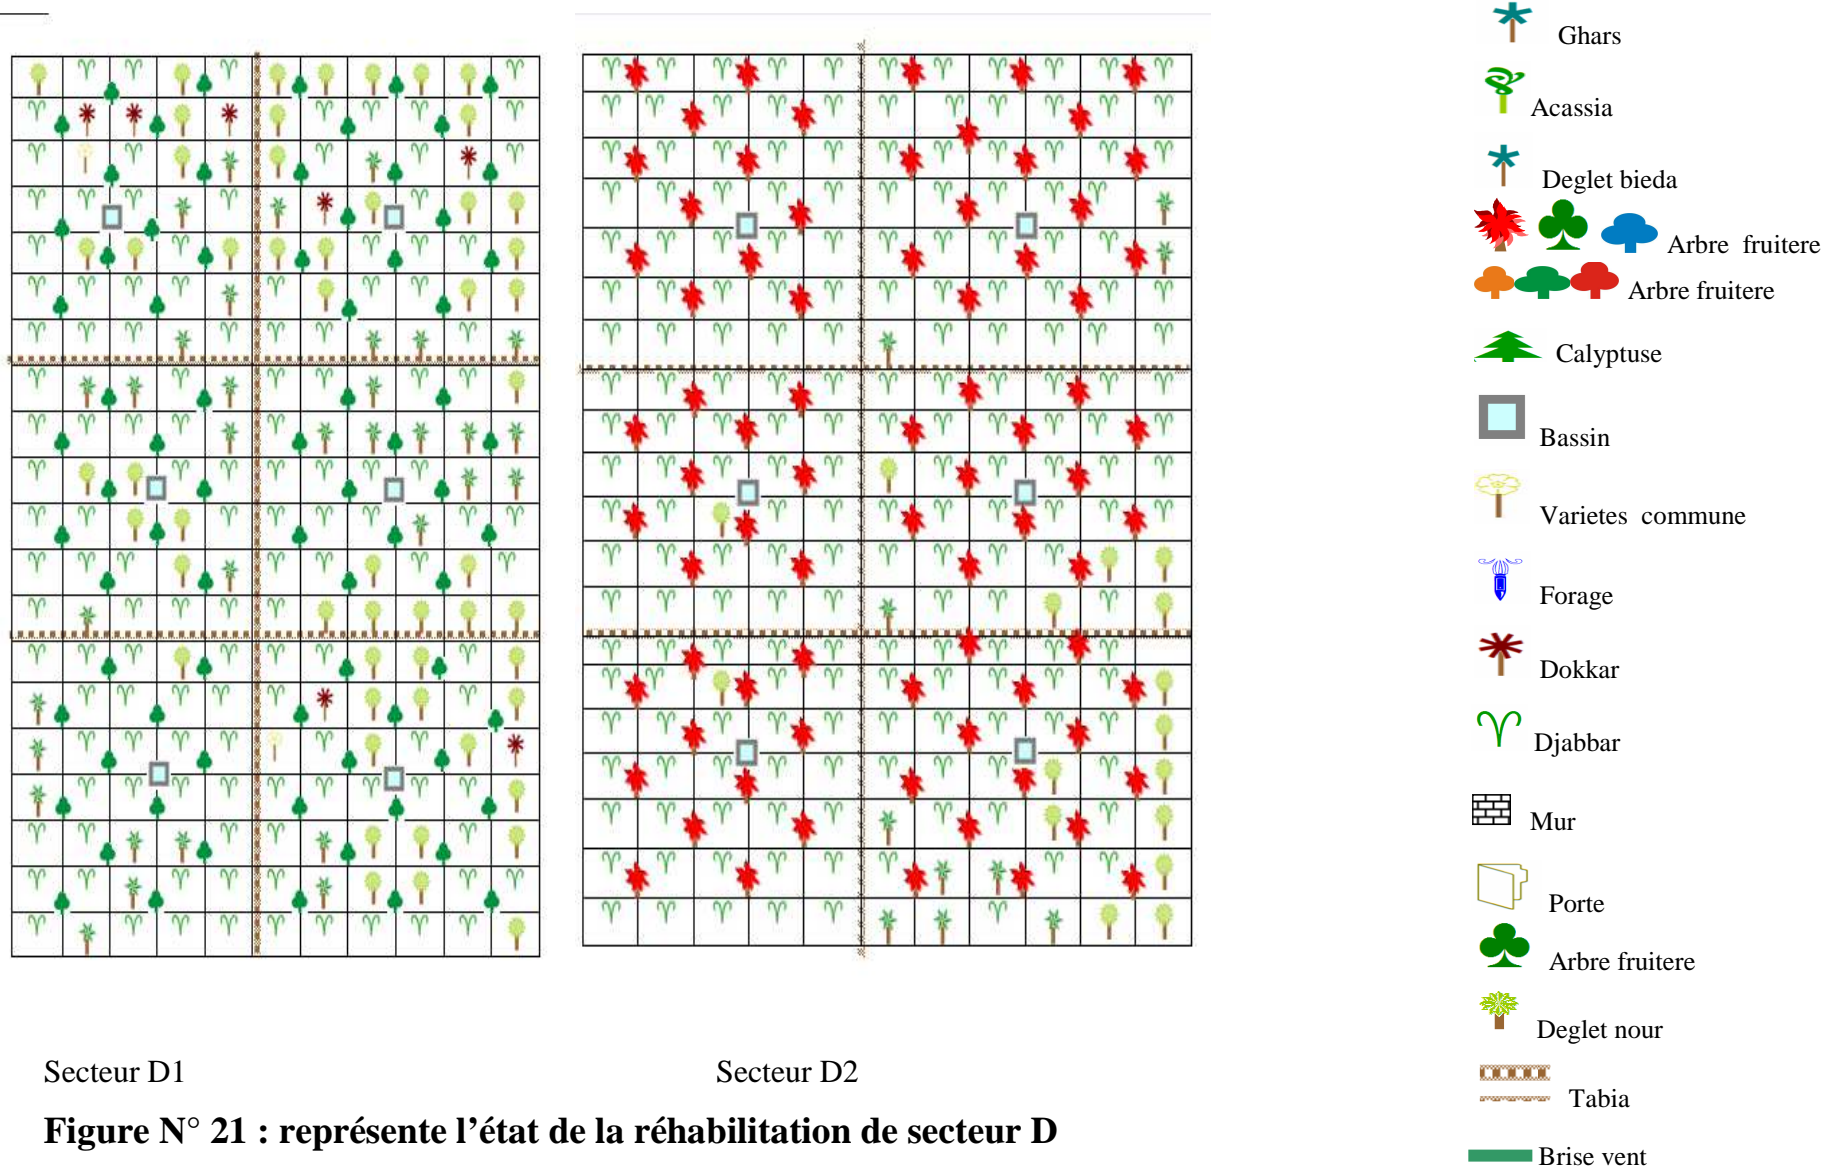 Ghars
Acassia
Deglet bieda
Arbre fruitere
Arbre fruitere
Calyptuse
Bassin
Varietes commune
Forage
Dokkar
Djabbar
Mur
Porte
Arbre fruitere
Deglet nour
Tabia
Brise vent
Secteur D1
Secteur D2
Figure N° 21 : représente l’état de la réhabilitation de secteur D